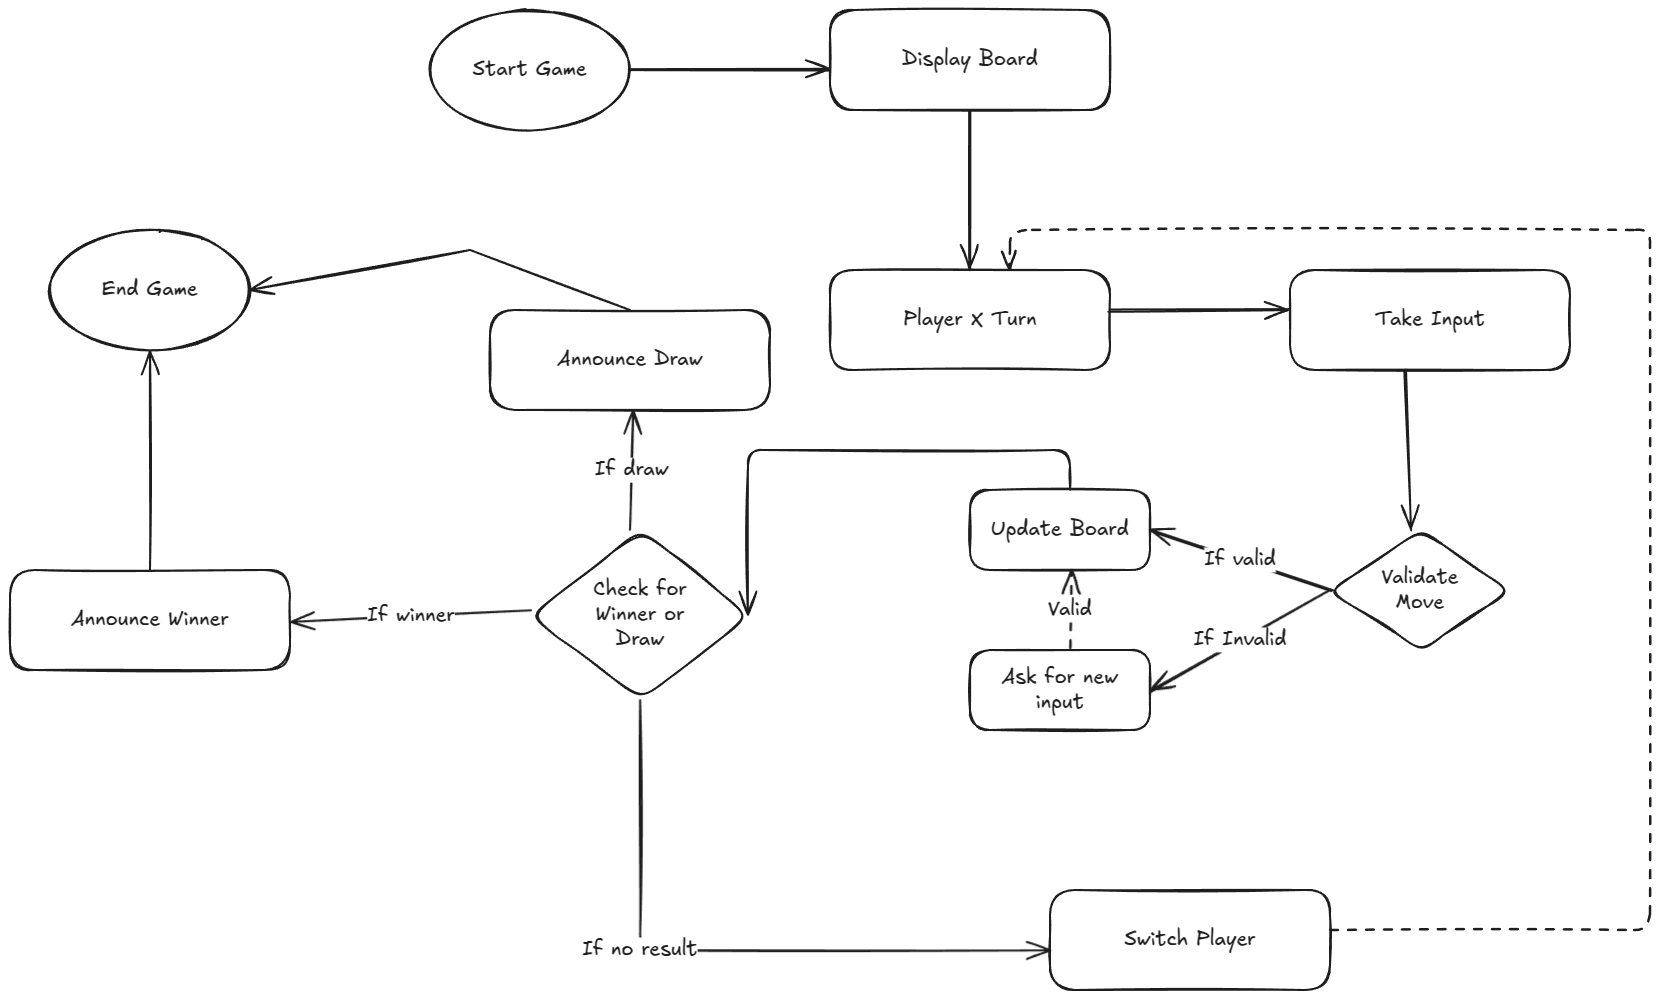 Start Game
Display Board
End Game
Announce Draw
Player X Turn
Take Input
If draw
Update Board
If valid
Validate
Move
Check for
Winner or
Draw
Valid
If Invalid
Announce Winner
If winner
Ask for new
input
If no result
Switch Player